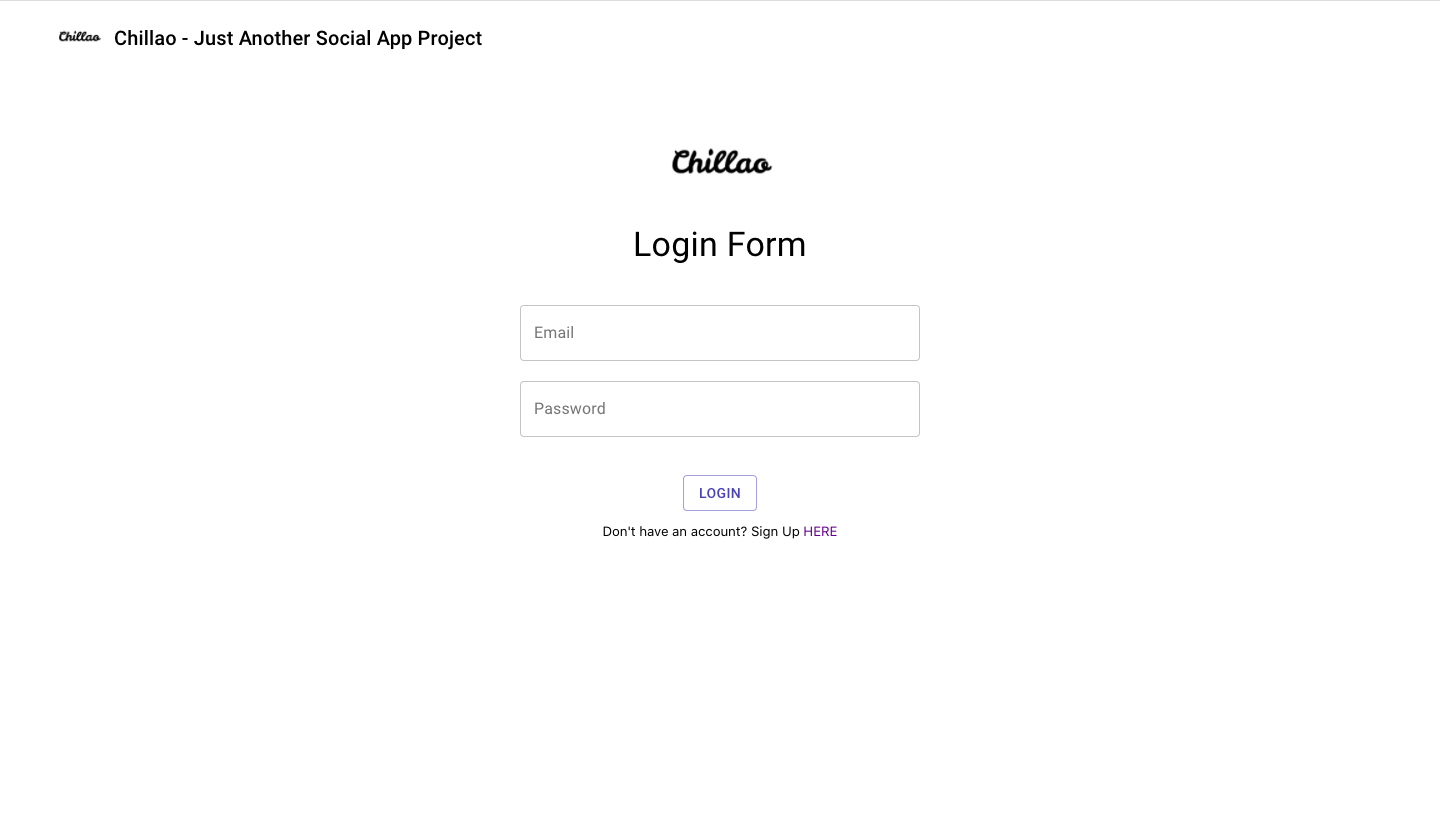 Chillao Chillao - Just Another Social App Project
Chillao
Login Form
Email
Password
LOGIN
Don't have an account? Sign Up HERE